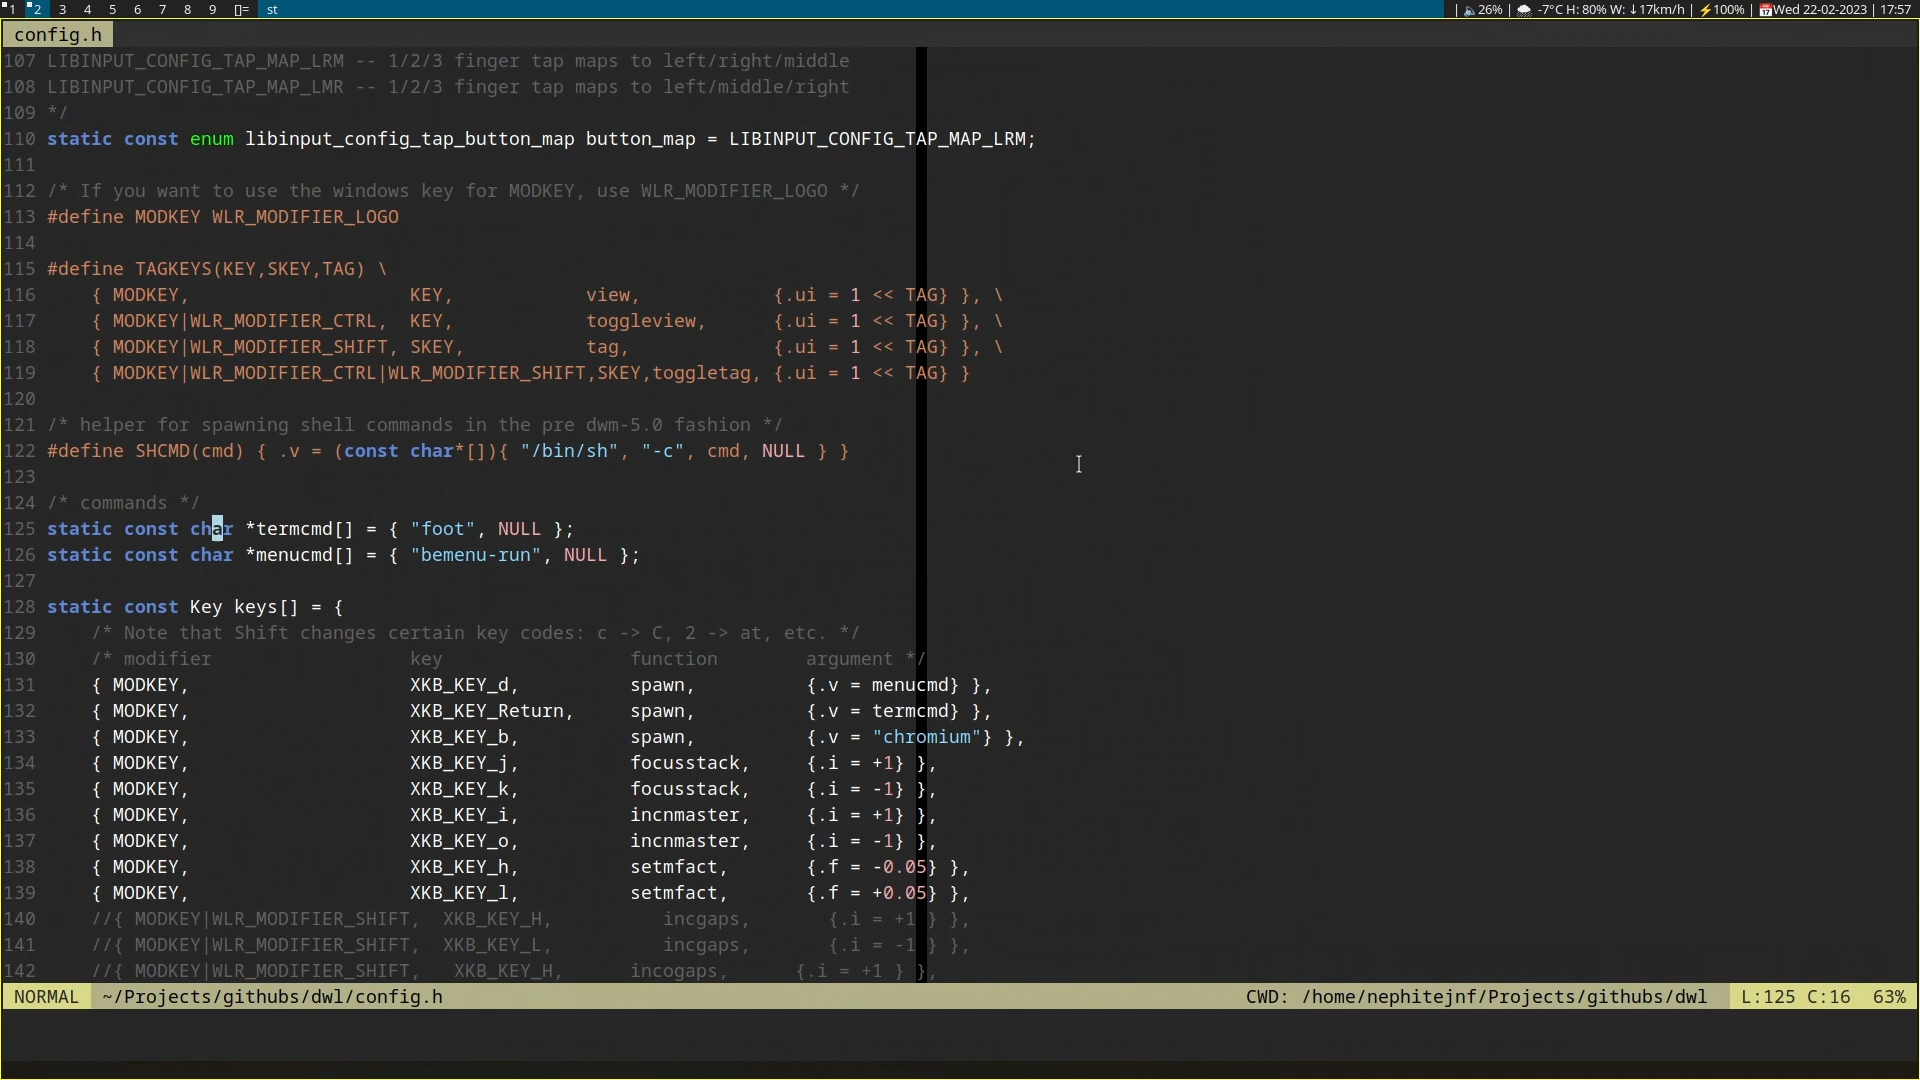 1 2 3 4 5 6 7 8 9 []= st | 26% | -7°C H: 80% W: ↓17km/h | ⚡100% | Wed 22-02-2023 | 17:57
config.h
107 LIBINPUT_CONFIG_TAP_MAP_LRM -- 1/2/3 finger tap maps to left/right/middle
108 LIBINPUT_CONFIG_TAP_MAP_LMR -- 1/2/3 finger tap maps to left/middle/right
109 */
110 static const enum libinput_config_tap_button_map button_map = LIBINPUT_CONFIG_TAP_MAP_LRM;
111
112 /* If you want to use the windows key for MODKEY, use WLR_MODIFIER_LOGO */
113 #define MODKEY WLR_MODIFIER_LOGO
114
115 #define TAGKEYS(KEY,SKEY,TAG) \
116     { MODKEY,                    KEY,            view,            {.ui = 1 << TAG} }, \
117     { MODKEY|WLR_MODIFIER_CTRL,  KEY,            toggleview,      {.ui = 1 << TAG} }, \
118     { MODKEY|WLR_MODIFIER_SHIFT, SKEY,           tag,             {.ui = 1 << TAG} }, \
119     { MODKEY|WLR_MODIFIER_CTRL|WLR_MODIFIER_SHIFT,SKEY,toggletag, {.ui = 1 << TAG} }
120
121 /* helper for spawning shell commands in the pre dwm-5.0 fashion */
122 #define SHCMD(cmd) { .v = (const char*[]){ "/bin/sh", "-c", cmd, NULL } }
123
124 /* commands */
125 static const char *termcmd[] = { "foot", NULL };
126 static const char *menucmd[] = { "bemenu-run", NULL };
127
128 static const Key keys[] = {
129     /* Note that Shift changes certain key codes: c -> C, 2 -> at, etc. */
130     /* modifier                  key                 function        argument */
131     { MODKEY,                    XKB_KEY_d,          spawn,          {.v = menucmd} },
132     { MODKEY,                    XKB_KEY_Return,     spawn,          {.v = termcmd} },
133     { MODKEY,                    XKB_KEY_b,          spawn,          {.v = "chromium"} },
134     { MODKEY,                    XKB_KEY_j,          focusstack,     {.i = +1} },
135     { MODKEY,                    XKB_KEY_k,          focusstack,     {.i = -1} },
136     { MODKEY,                    XKB_KEY_i,          incnmaster,     {.i = +1} },
137     { MODKEY,                    XKB_KEY_o,          incnmaster,     {.i = -1} },
138     { MODKEY,                    XKB_KEY_h,          setmfact,       {.f = -0.05} },
139     { MODKEY,                    XKB_KEY_l,          setmfact,       {.f = +0.05} },
140     //{ MODKEY|WLR_MODIFIER_SHIFT,  XKB_KEY_H,          incgaps,       {.i = +1 } },
141     //{ MODKEY|WLR_MODIFIER_SHIFT,  XKB_KEY_L,          incgaps,       {.i = -1 } },
142     //{ MODKEY|WLR_MODIFIER_SHIFT,   XKB_KEY_H,      incogaps,      {.i = +1 } },
NORMAL ~/Projects/githubs/dwl/config.h CWD: /home/nephitejnf/Projects/githubs/dwl L:125 C:16 63%